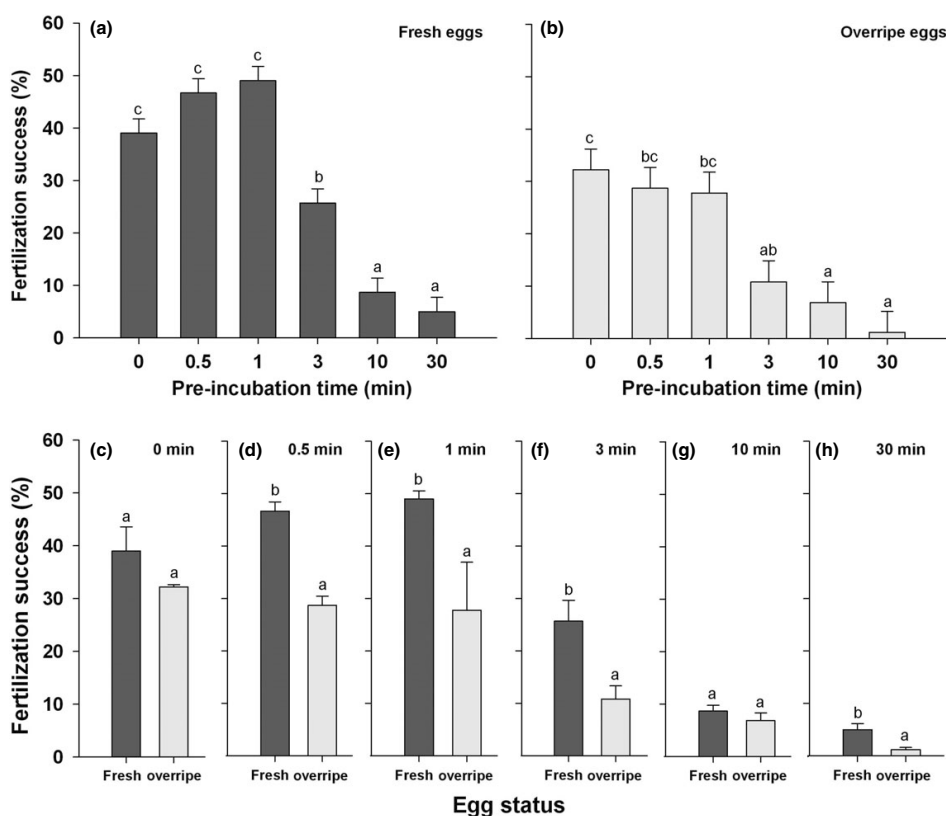 (a) Fresh eggs
(b) Overripe eggs
Fertilization success (%)
60
50
40
30
20
10
0
c c c b a a
c bc bc ab a a
0 0.5 1 3 10 30
Pre-incubation time (min)
0 0.5 1 3 10 30
Pre-incubation time (min)
Fertilization success (%)
60
50
40
30
20
10
0
(c) 0 min
a a
Fresh overripe
(d) 0.5 min
b a
Fresh overripe
(e) 1 min
b a
Fresh overripe
(f) 3 min
b a
Fresh overripe
(g) 10 min
a a
Fresh overripe
(h) 30 min
b a
Fresh overripe
Egg status